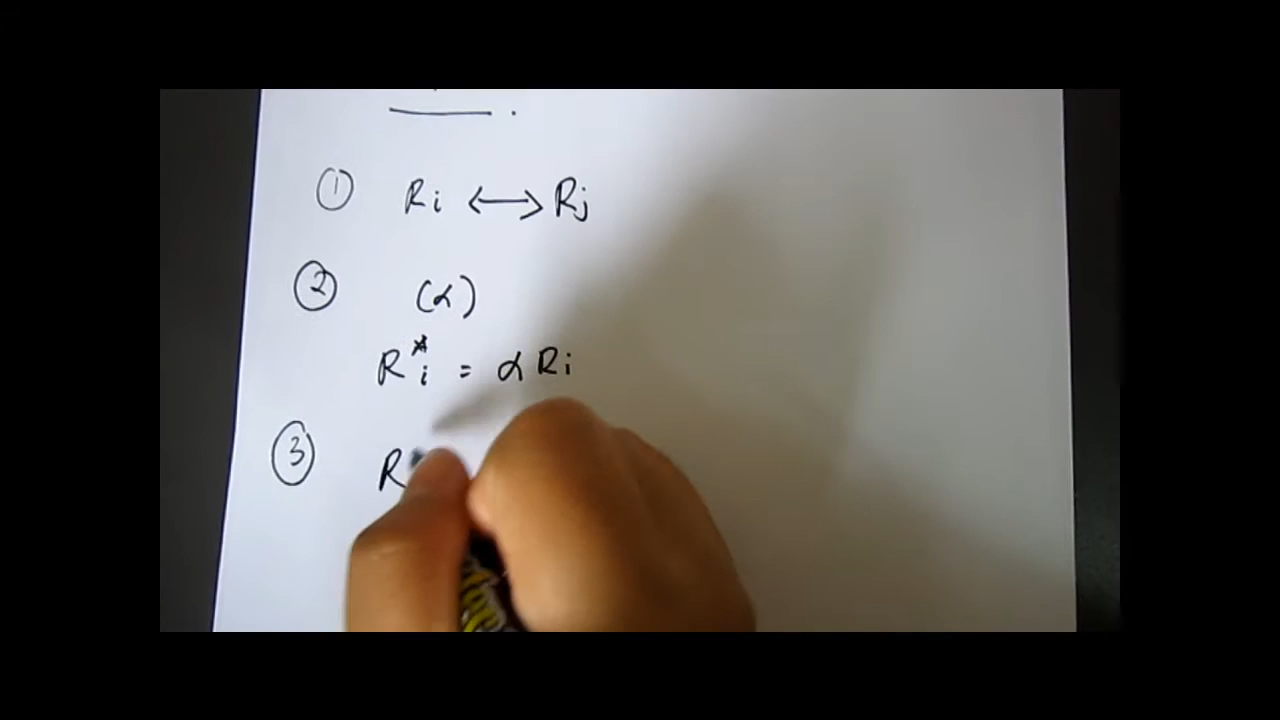 ① Ri ⟷ Rj
② (α)
R*i = α Ri
③ R*